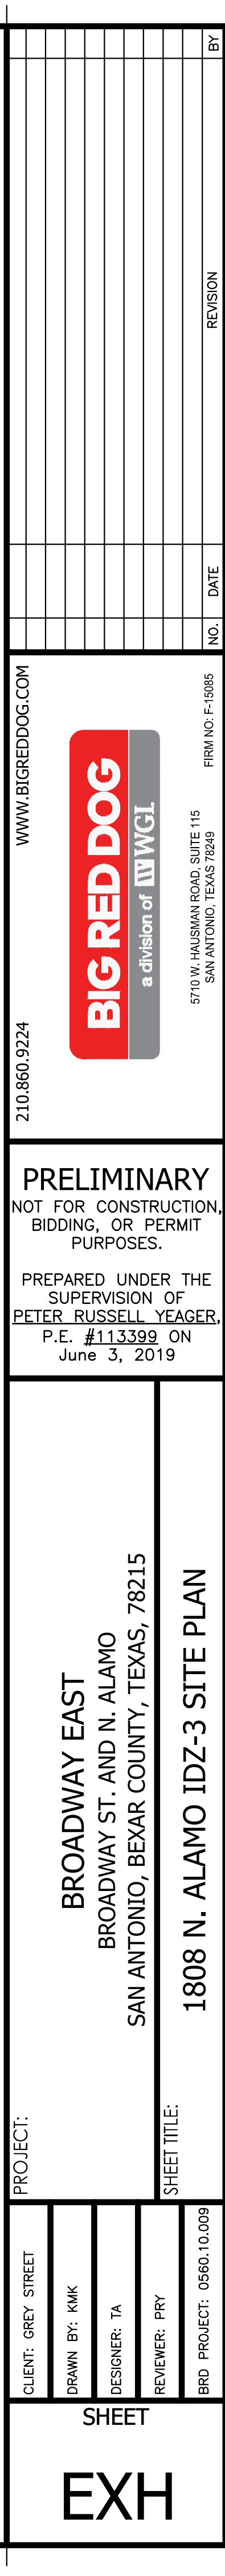 NO. DATE REVISION BY
WWW.BIGREDDOG.COM
210.860.9224
BIG RED DOG
a division of WGI
5710 W. HAUSMAN ROAD, SUITE 115
SAN ANTONIO, TEXAS 78249
FIRM NO: F-15085
PRELIMINARY
NOT FOR CONSTRUCTION,
BIDDING, OR PERMIT
PURPOSES.
PREPARED UNDER THE
SUPERVISION OF
PETER RUSSELL YEAGER,
P.E. #113399 ON
June 3, 2019
PROJECT:
BROADWAY EAST
BROADWAY ST. AND N. ALAMO
SAN ANTONIO, BEXAR COUNTY, TEXAS, 78215
SHEET TITLE:
1808 N. ALAMO IDZ-3 SITE PLAN
CLIENT: GREY STREET
DRAWN BY: KMK
DESIGNER: TA
REVIEWER: PRY
BRD PROJECT: 0560.10.009
SHEET
EXH